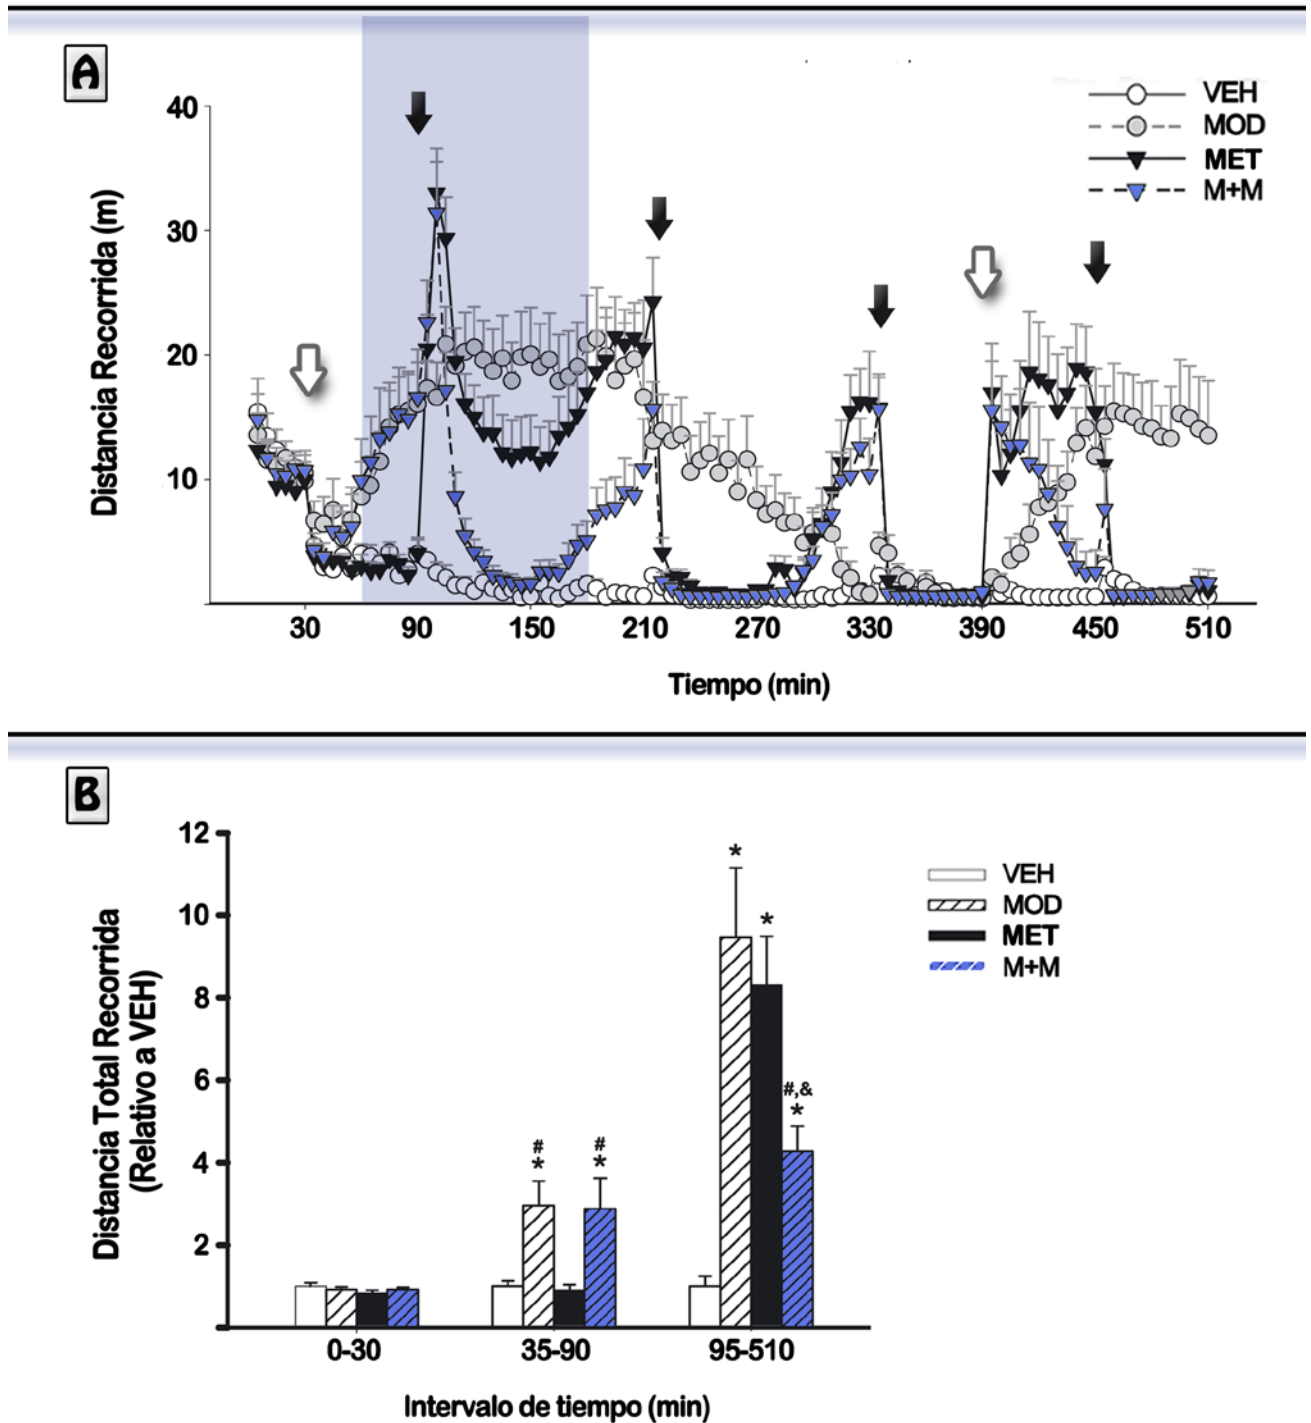 A
VEH
MOD
MET
M+M
40
30
20
10
Distancia Recorrida (m)
30 90 150 210 270 330 390 450 510
Tiempo (min)
B
12
10
8
6
4
2
Distancia Total Recorrida
(Relativo a VEH)
VEH
MOD
MET
M+M
#
*
#
*
*
*
#,&
*
0-30 35-90 95-510
Intervalo de tiempo (min)